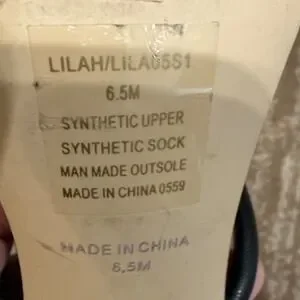 LILAH/LILA05S1
6.5M
SYNTHETIC UPPER
SYNTHETIC SOCK
MAN MADE OUTSOLE
MADE IN CHINA 0559
MADE IN CHINA
6.5M